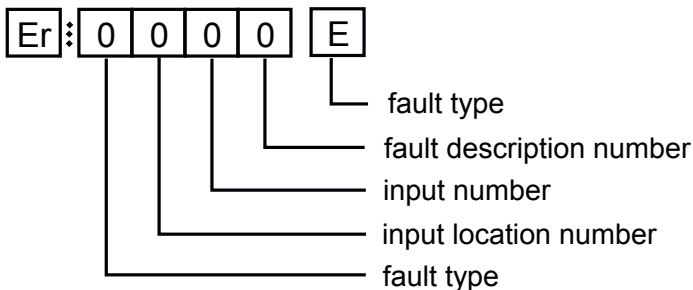 Er 0 0 0 0 E
fault type
fault description number
input number
input location number
fault type